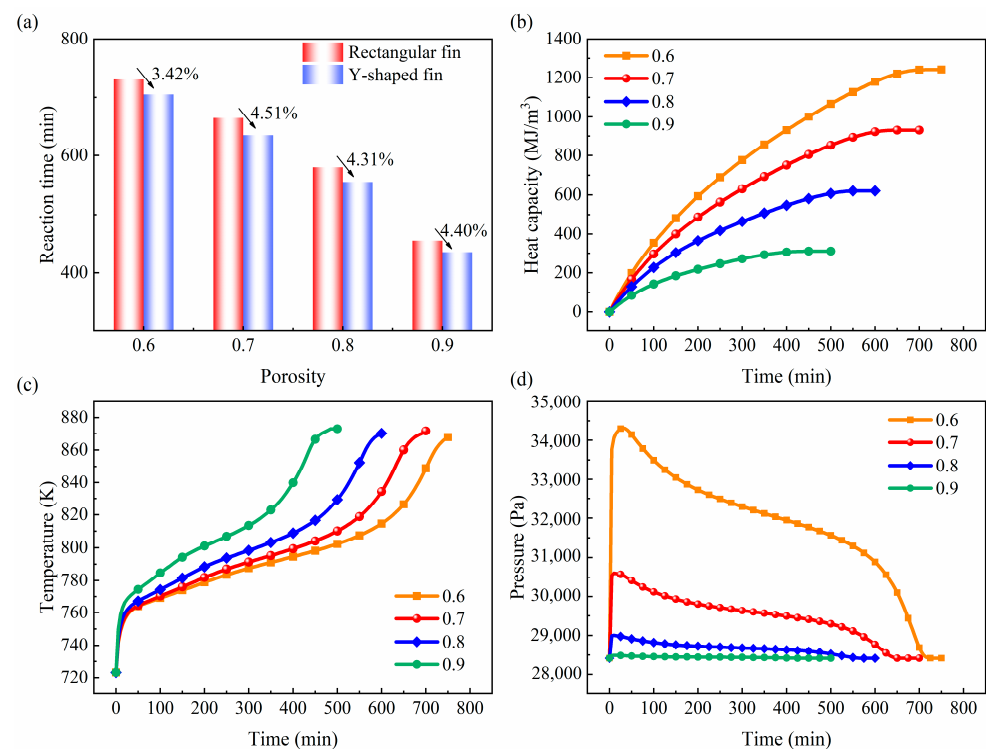 (a)
800
600
400
Reaction time (min)
Rectangular fin
Y-shaped fin
3.42%
4.51%
4.31%
4.40%
0.6 0.7 0.8 0.9
Porosity
(b)
1400
1200
1000
800
600
400
200
0
Heat capacity (MJ/m³)
0.6
0.7
0.8
0.9
0 100 200 300 400 500 600 700 800
Time (min)
(c)
880
860
840
820
800
780
760
740
720
Temperature (K)
0.6
0.7
0.8
0.9
0 100 200 300 400 500 600 700 800
Time (min)
(d)
35,000
34,000
33,000
32,000
31,000
30,000
29,000
28,000
Pressure (Pa)
0.6
0.7
0.8
0.9
0 100 200 300 400 500 600 700 800
Time (min)